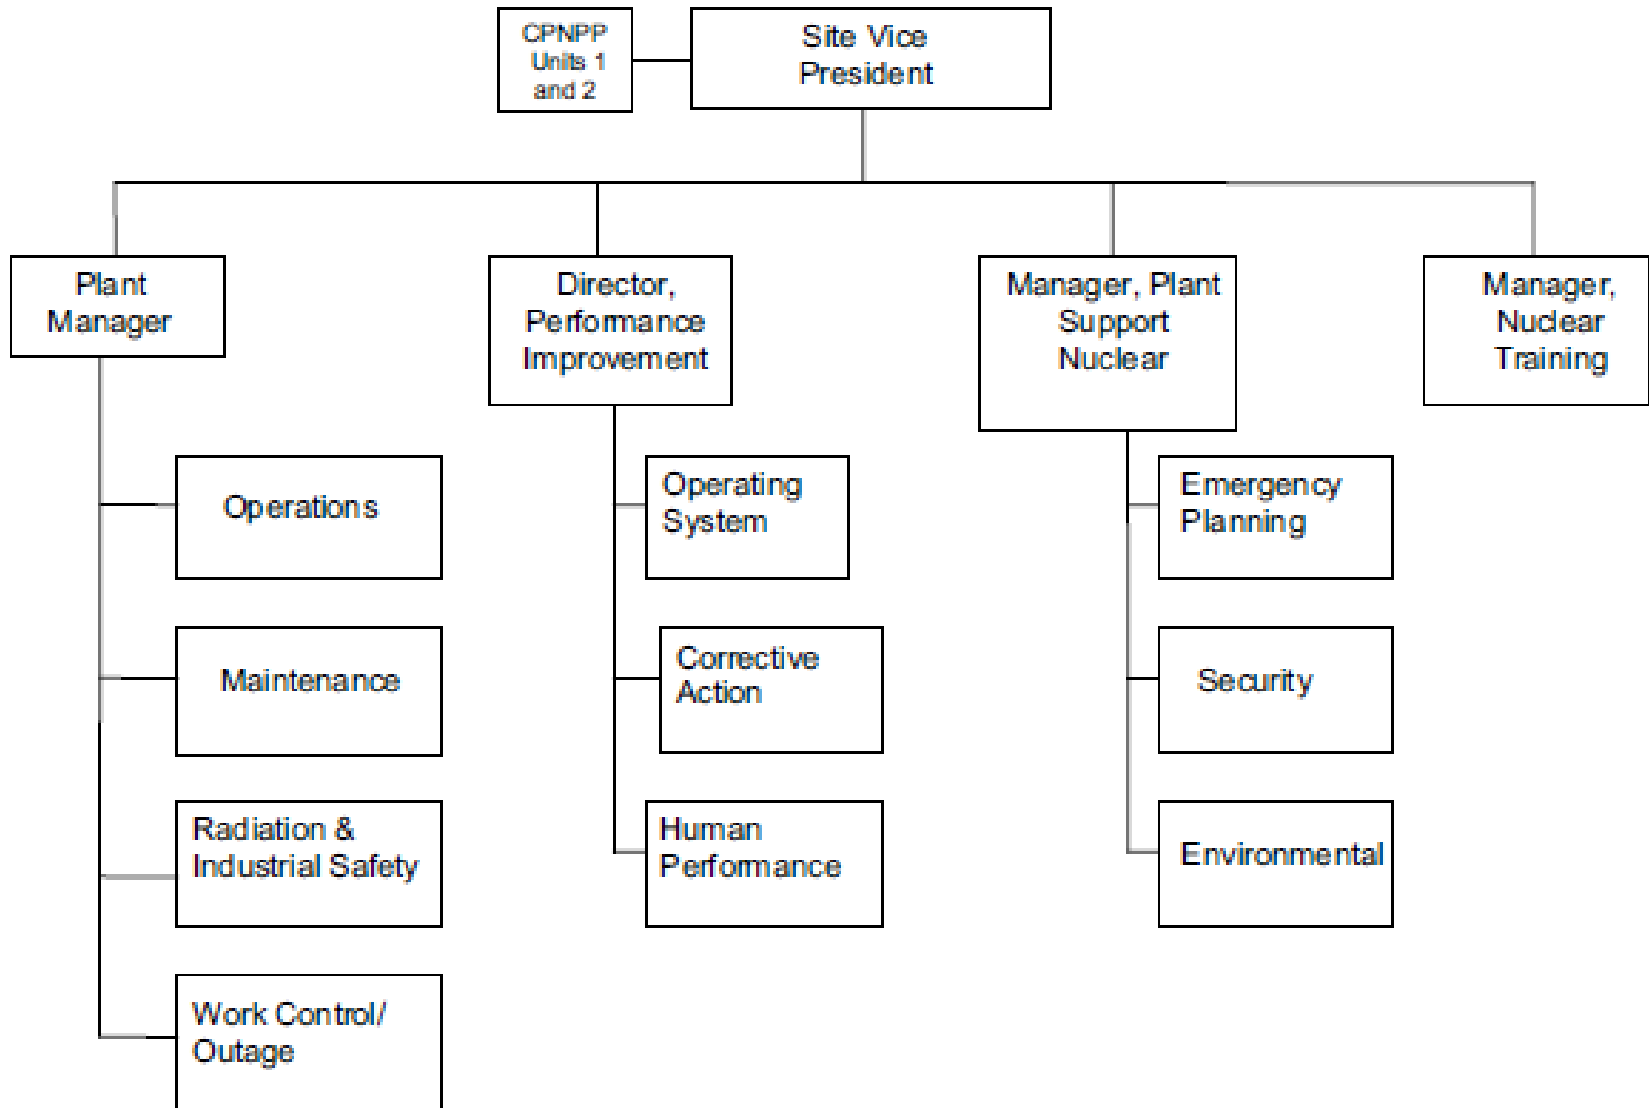 CPNPP
Units 1
and 2
Site Vice
President
Plant
Manager
Director,
Performance
Improvement
Manager, Plant
Support
Nuclear
Manager,
Nuclear
Training
Operations
Maintenance
Radiation &
Industrial Safety
Work Control/
Outage
Operating
System
Corrective
Action
Human
Performance
Emergency
Planning
Security
Environmental